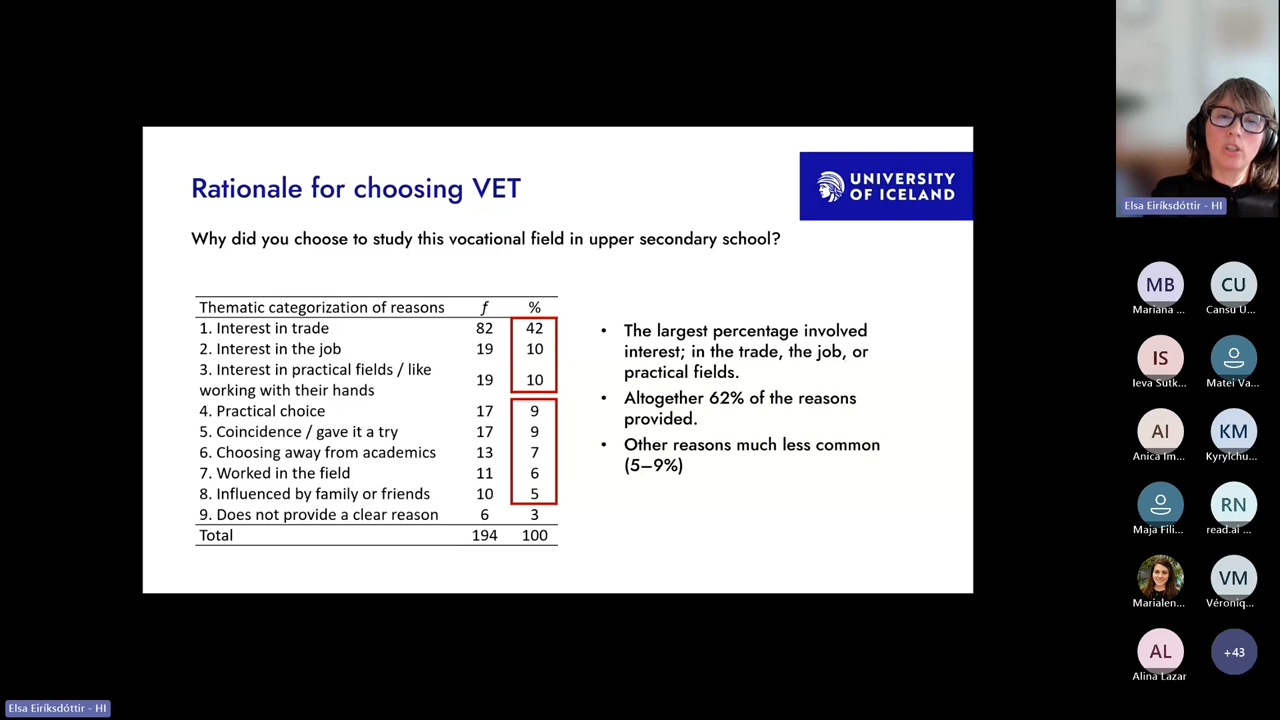 Rationale for choosing VET
UNIVERSITY
OF ICELAND
Why did you choose to study this vocational field in upper secondary school?
Thematic categorization of reasons f %
1. Interest in trade 82 42
2. Interest in the job 19 10
3. Interest in practical fields / like
working with their hands 19 10
4. Practical choice 17 9
5. Coincidence / gave it a try 17 9
6. Choosing away from academics 13 7
7. Worked in the field 11 6
8. Influenced by family or friends 10 5
9. Does not provide a clear reason 6 3
Total 194 100
• The largest percentage involved
interest; in the trade, the job, or
practical fields.
• Altogether 62% of the reasons
provided.
• Other reasons much less common
(5–9%)
Elsa Eiríksdóttir - HI
MB CU
Mariana ... Cansu U...
IS
Ieva Sutk... Matei Va...
AI KM
Anica Im... Kyrylchu...
RN
Maja Fili... read.ai ...
VM
Marialen... Véroniq...
AL +43
Alina Lazar
Elsa Eiríksdóttir - HI